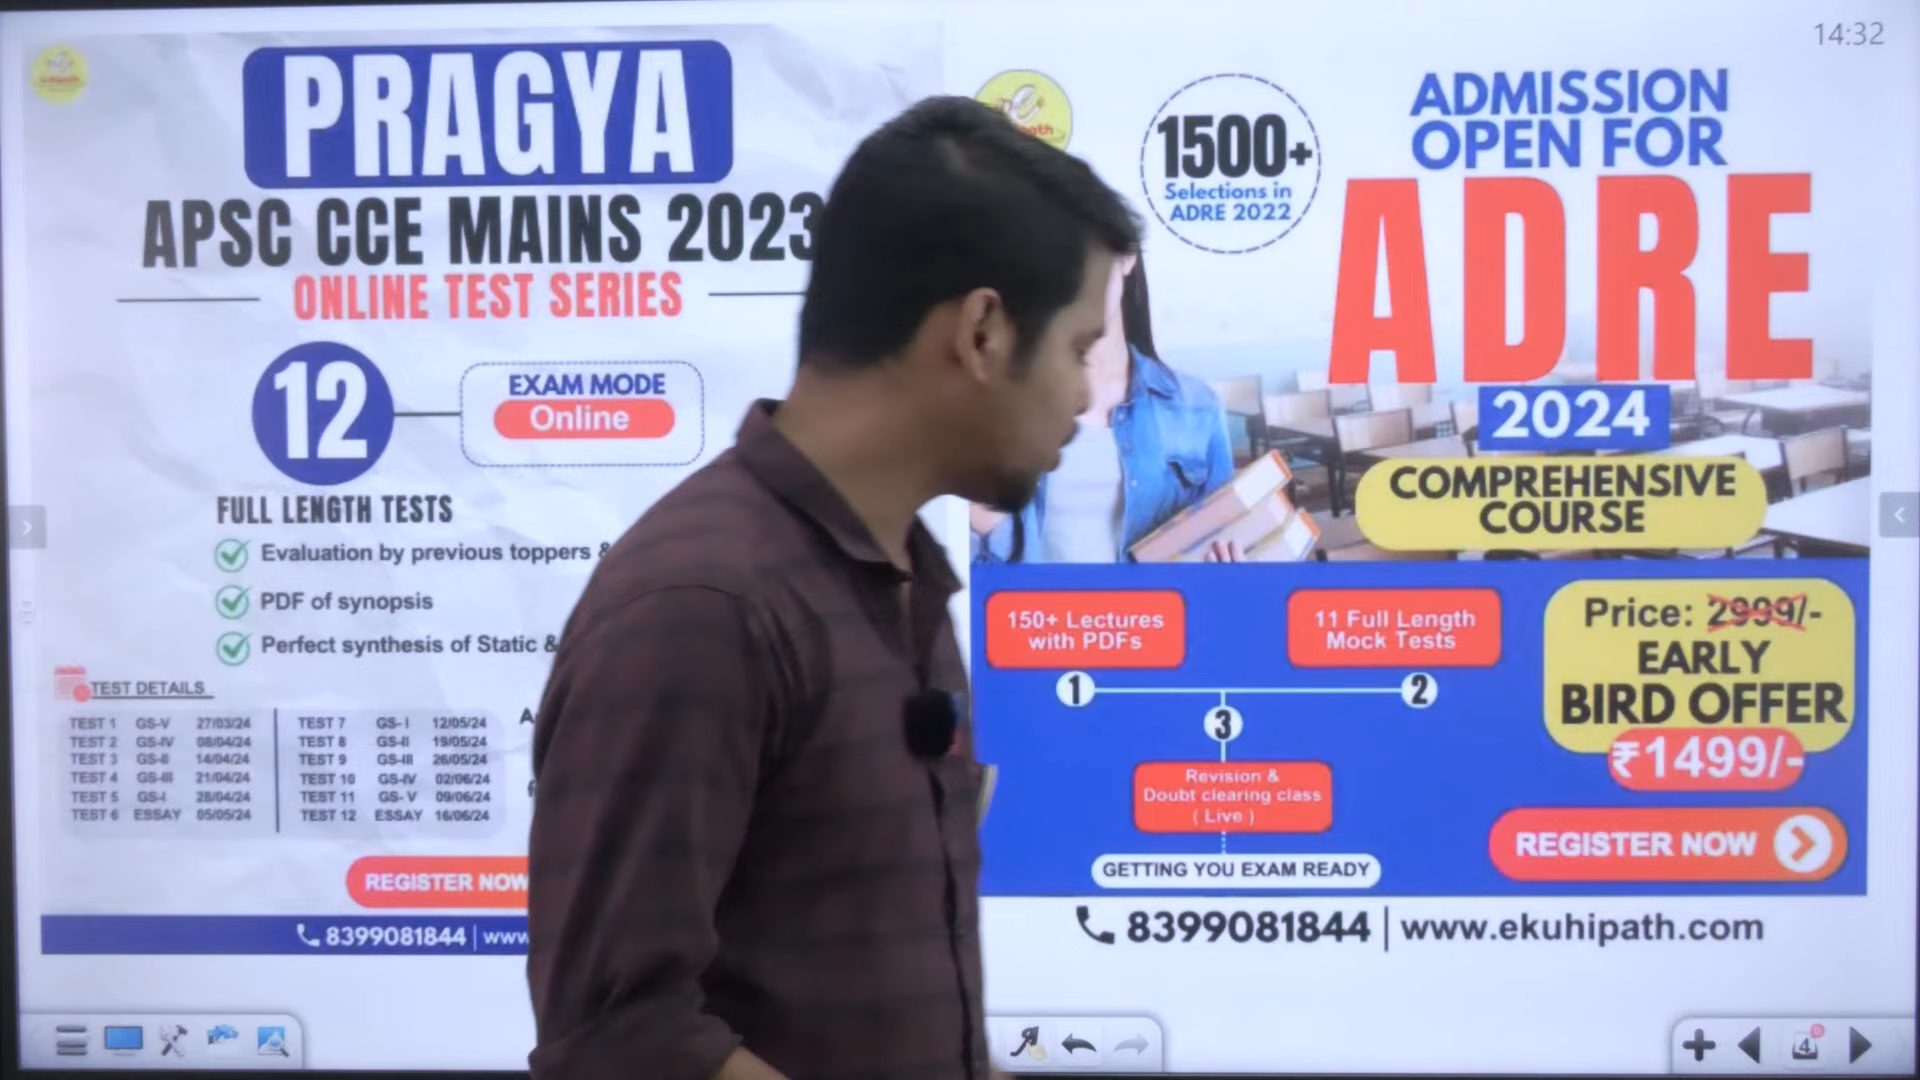 14:32
PRAGYA
APSC CCE MAINS 2023
ONLINE TEST SERIES
12
EXAM MODE
Online
FULL LENGTH TESTS
Evaluation by previous toppers &
PDF of synopsis
Perfect synthesis of Static &
TEST DETAILS
TEST 1 GS-V 27/03/24
TEST 2 GS-IV 08/04/24
TEST 3 GS-II 14/04/24
TEST 4 GS-III 21/04/24
TEST 5 GS-I 28/04/24
TEST 6 ESSAY 05/05/24
TEST 7 GS-I 12/05/24
TEST 8 GS-II 19/05/24
TEST 9 GS-III 26/05/24
TEST 10 GS-IV 02/06/24
TEST 11 GS-V 09/06/24
TEST 12 ESSAY 16/06/24
REGISTER NOW
8399081844 | www
1500+
Selections in
ADRE 2022
ADMISSION
OPEN FOR
ADRE
2024
COMPREHENSIVE
COURSE
150+ Lectures
with PDFs
11 Full Length
Mock Tests
1
2
3
Revision &
Doubt clearing class
( Live )
GETTING YOU EXAM READY
Price: 2999/-
EARLY
BIRD OFFER
₹1499/-
REGISTER NOW
8399081844 | www.ekuhipath.com
4